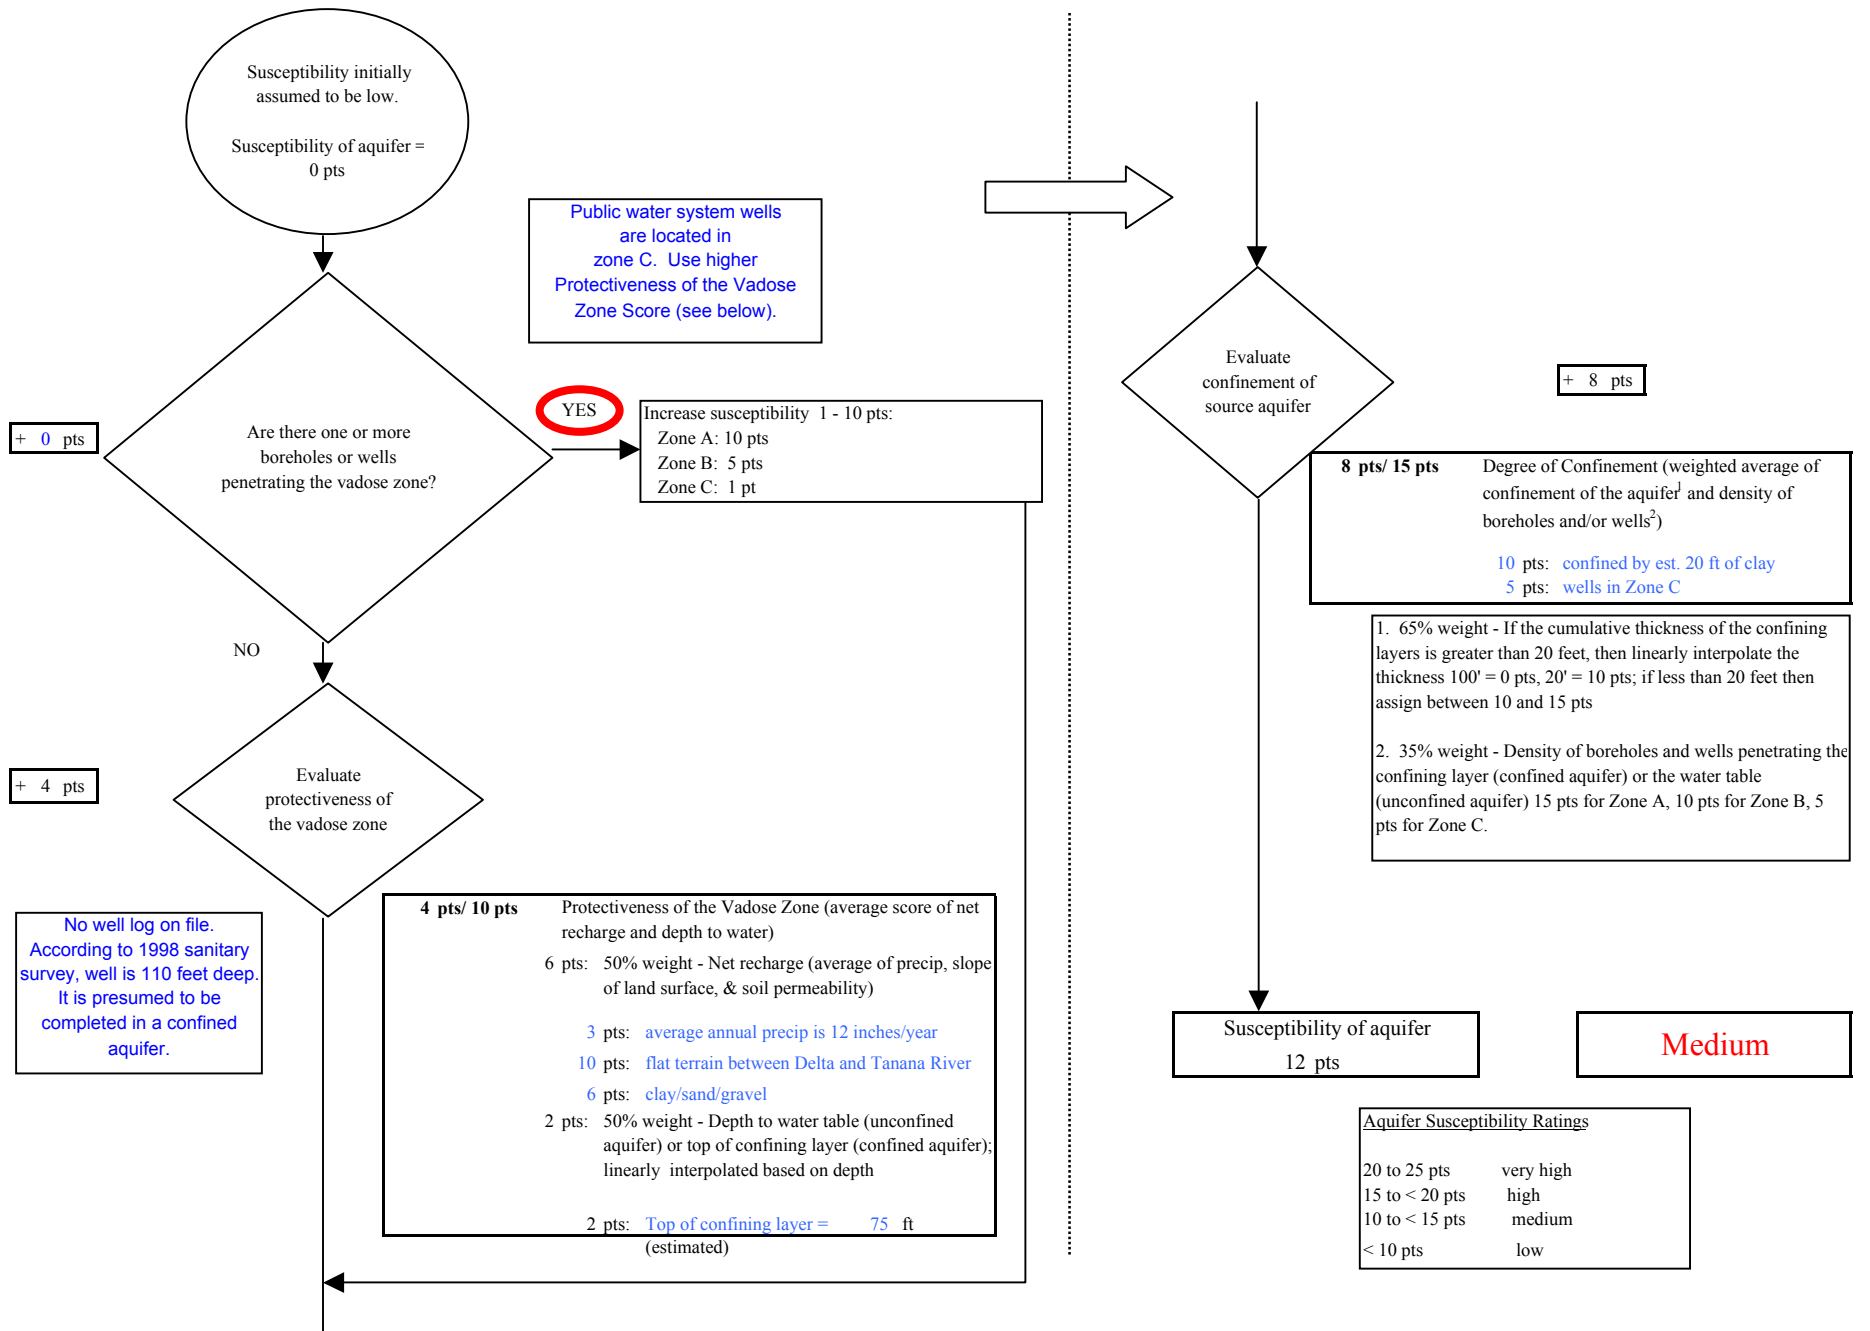 Susceptibility initially
assumed to be low.
Susceptibility of aquifer =
0 pts
Public water system wells
are located in
zone C.  Use higher
Protectiveness of the Vadose
Zone Score (see below).
+ 0 pts
Are there one or more
boreholes or wells
penetrating the vadose zone?
YES
Increase susceptibility 1 - 10 pts:
Zone A: 10 pts
Zone B: 5 pts
Zone C: 1 pt
NO
+ 4 pts
Evaluate
protectiveness of
the vadose zone
No well log on file.
According to 1998 sanitary
survey, well is 110 feet deep.
It is presumed to be
completed in a confined
aquifer.
4 pts/ 10 pts Protectiveness of the Vadose Zone (average score of net
recharge and depth to water)
6 pts: 50% weight - Net recharge (average of precip, slope
of land surface, & soil permeability)
3 pts: average annual precip is 12 inches/year
10 pts: flat terrain between Delta and Tanana River
6 pts: clay/sand/gravel
2 pts: 50% weight - Depth to water table (unconfined
aquifer) or top of confining layer (confined aquifer);
linearly interpolated based on depth
2 pts: Top of confining layer = 75 ft
(estimated)
Evaluate
confinement of
source aquifer
+ 8 pts
8 pts/ 15 pts Degree of Confinement (weighted average of
confinement of the aquifer1 and density of
boreholes and/or wells2)
10 pts: confined by est. 20 ft of clay
5 pts: wells in Zone C
1. 65% weight - If the cumulative thickness of the confining
layers is greater than 20 feet, then linearly interpolate the
thickness 100' = 0 pts, 20' = 10 pts; if less than 20 feet then
assign between 10 and 15 pts
2. 35% weight - Density of boreholes and wells penetrating the
confining layer (confined aquifer) or the water table
(unconfined aquifer) 15 pts for Zone A, 10 pts for Zone B, 5
pts for Zone C.
Susceptibility of aquifer
12 pts
Medium
Aquifer Susceptibility Ratings
20 to 25 pts very high
15 to < 20 pts high
10 to < 15 pts medium
< 10 pts low